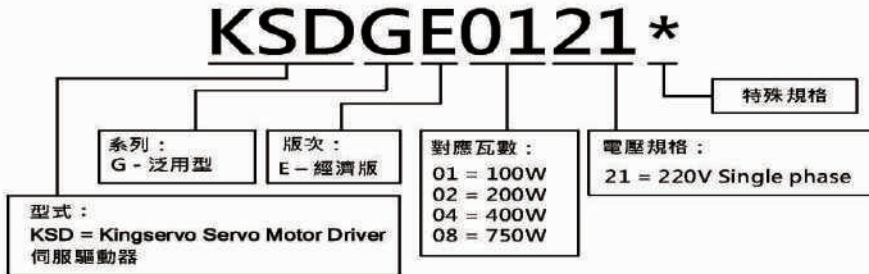 KSDGE0121*
特殊規格
系列：
G - 泛用型
版次：
E – 經濟版
對應瓦數：
01 = 100W
02 = 200W
04 = 400W
08 = 750W
電壓規格：
21 = 220V Single phase
型式：
KSD = Kingservo Servo Motor Driver
伺服驅動器